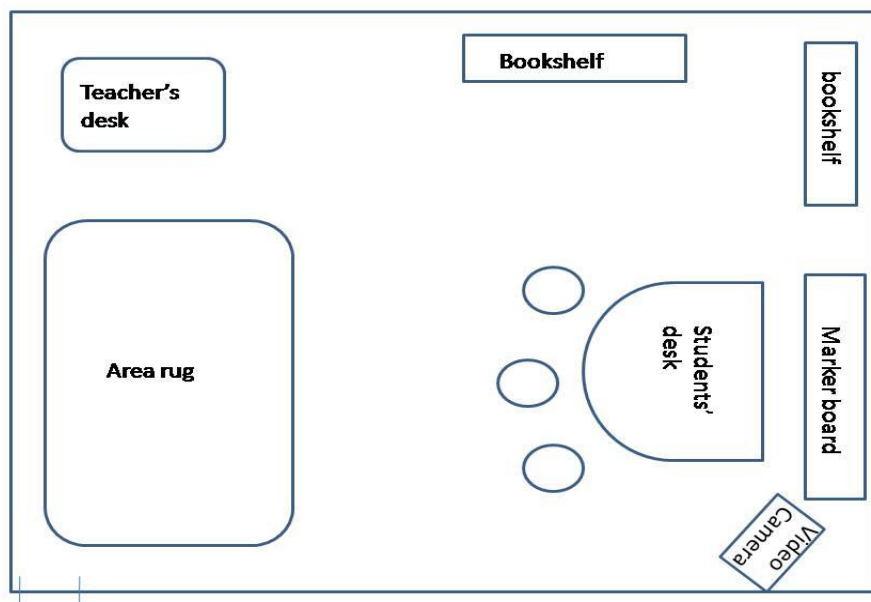 Teacher's
desk
Bookshelf
bookshelf
Area rug
Students'
desk
Marker board
Video
Camera